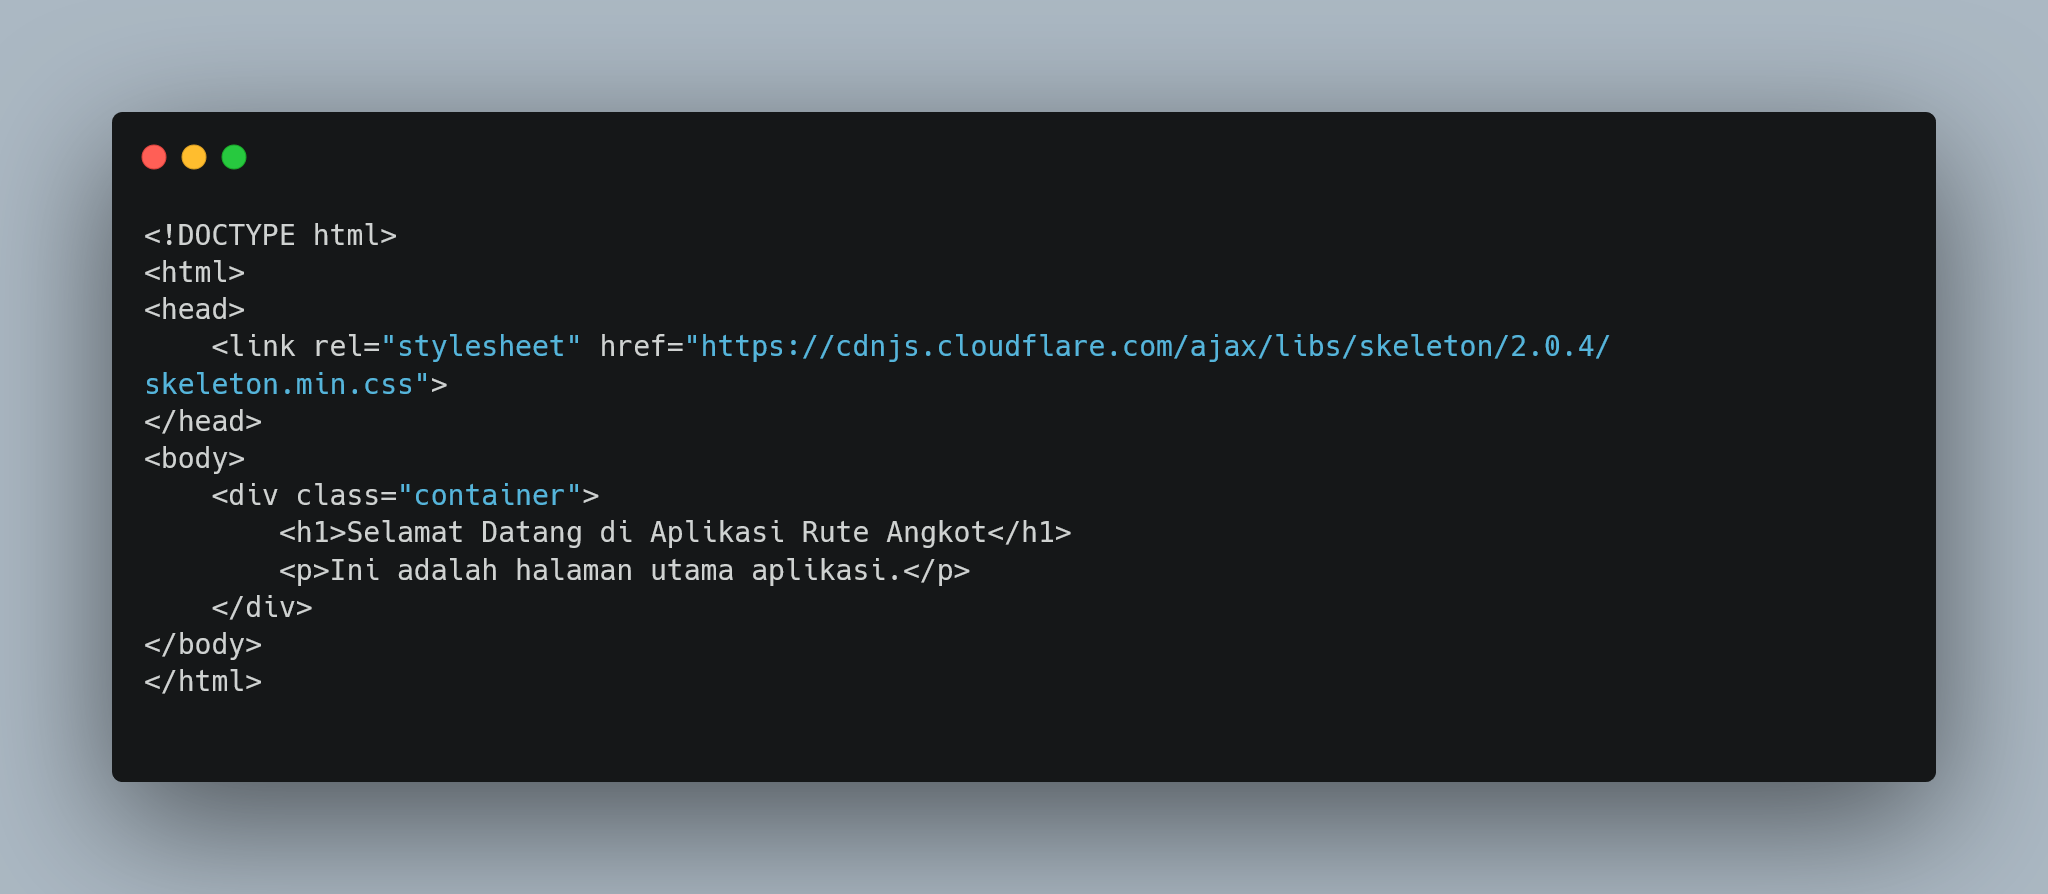 <!DOCTYPE html>
<html>
<head>
    <link rel="stylesheet" href="https://cdnjs.cloudflare.com/ajax/libs/skeleton/2.0.4/
skeleton.min.css">
</head>
<body>
    <div class="container">
        <h1>Selamat Datang di Aplikasi Rute Angkot</h1>
        <p>Ini adalah halaman utama aplikasi.</p>
    </div>
</body>
</html>